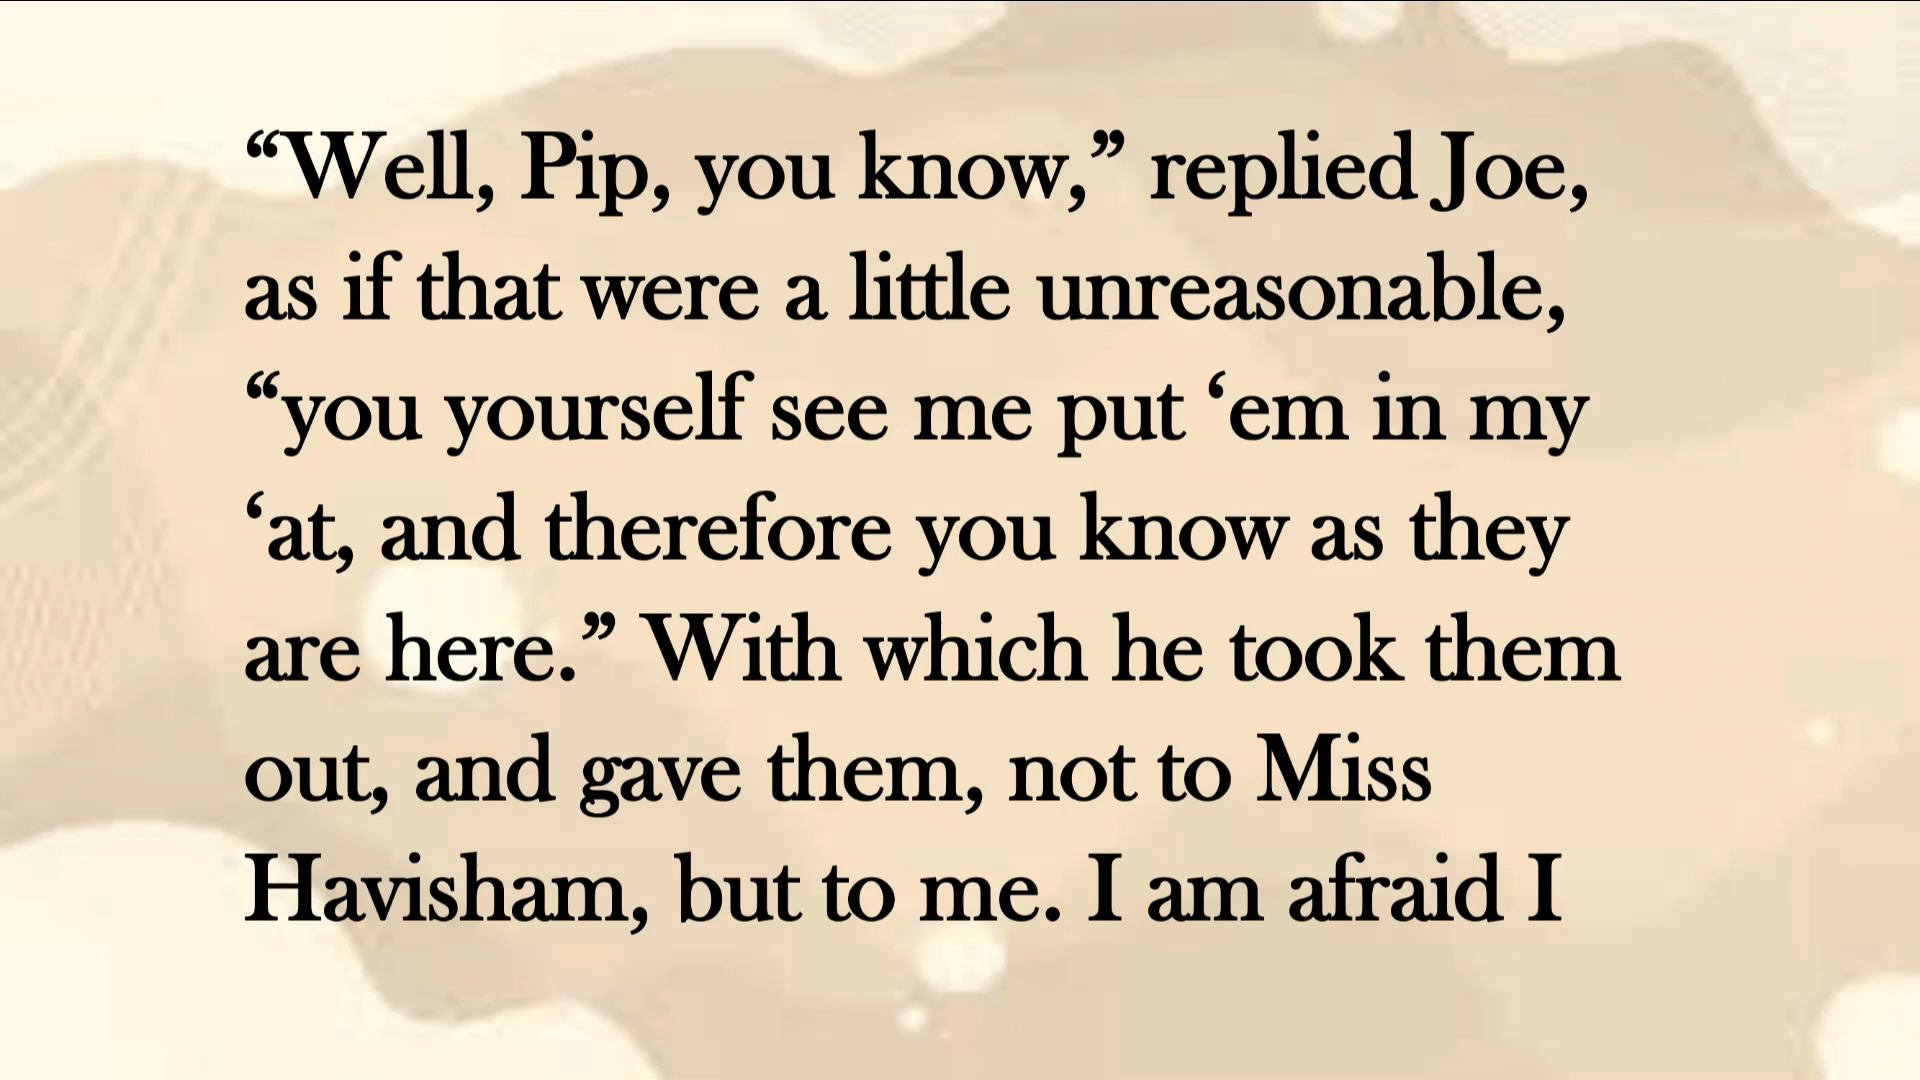 “Well, Pip, you know,” replied Joe,
as if that were a little unreasonable,
“you yourself see me put ‘em in my
‘at, and therefore you know as they
are here.” With which he took them
out, and gave them, not to Miss
Havisham, but to me. I am afraid I